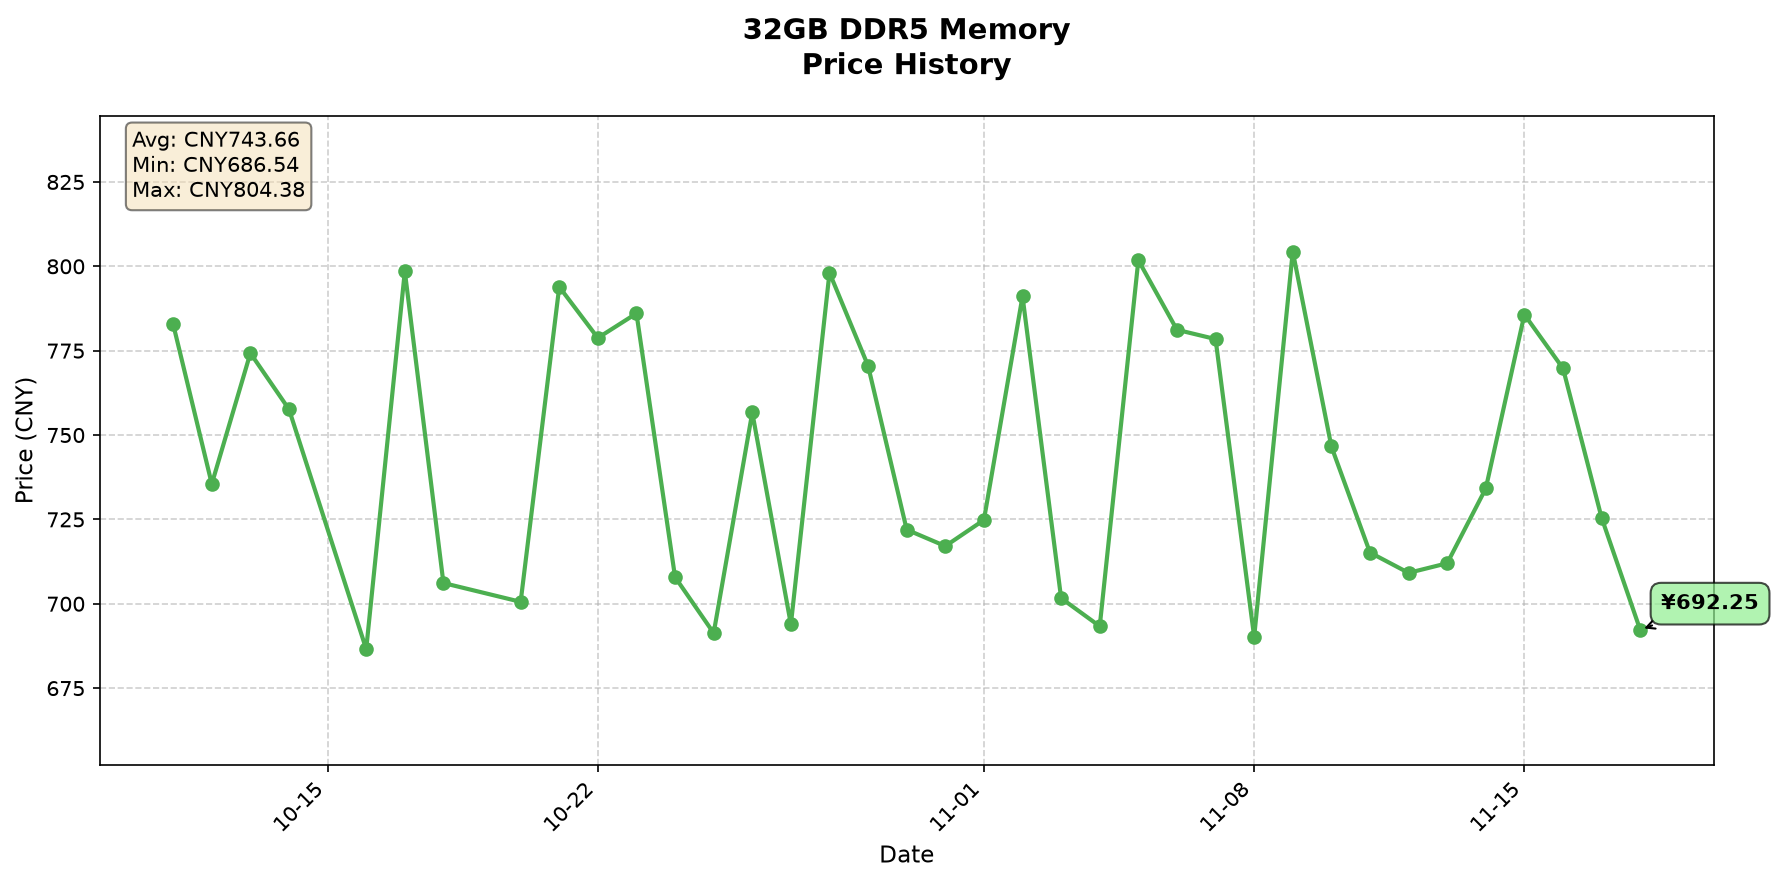 32GB DDR5 Memory
Price History
Avg: CNY743.66
Min: CNY686.54
Max: CNY804.38
825
800
775
750
725
700
675
Price (CNY)
¥692.25
10-15
10-22
11-01
11-08
11-15
Date